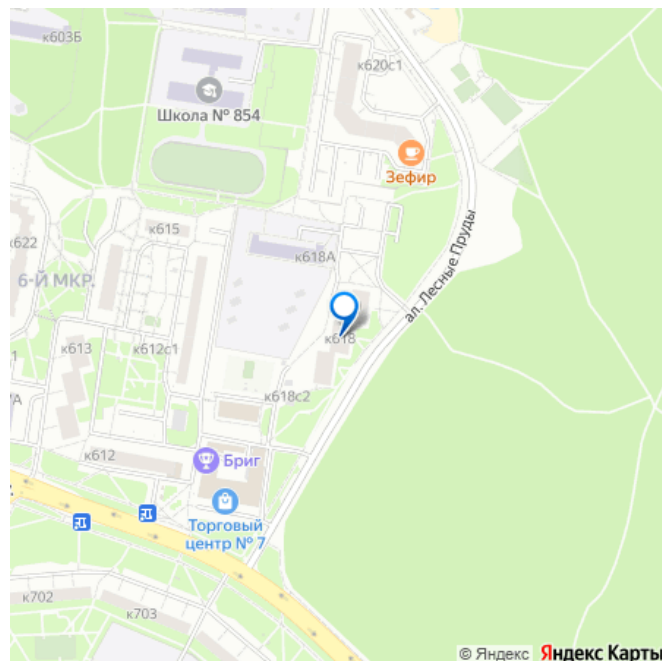 к603Б
к620с1
Школа № 854
Зефир
к615
к622
к618А
6-Й МКР.
ал. Лесные Пруды
к618
к613
к612с1
к618с2
к612
Бриг
Торговый
центр № 7
к702
к703
© Яндекс Яндекс Карты